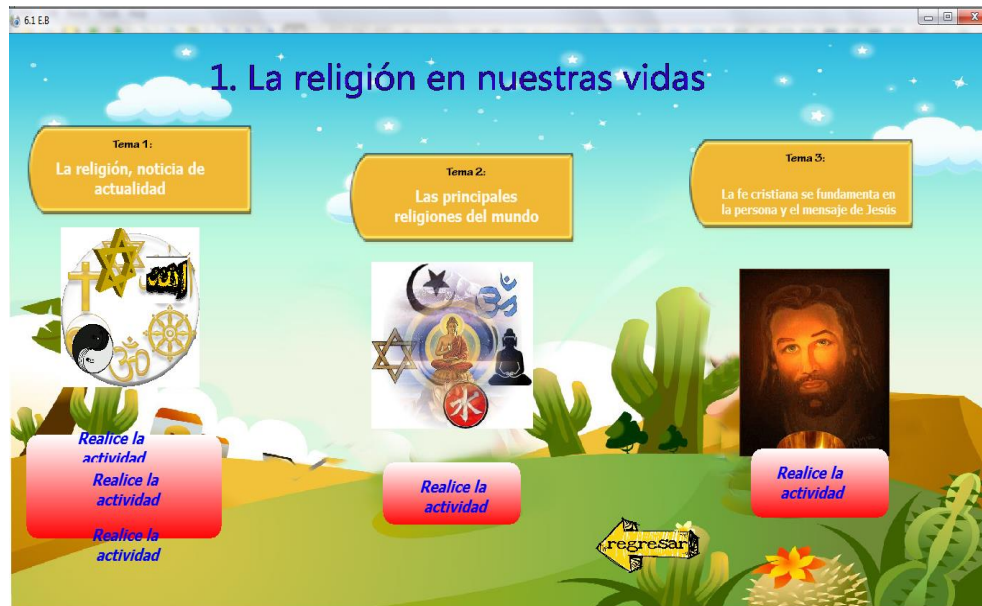 6.1 E.B
1. La religión en nuestras vidas
Tema 1:
La religión, noticia de
actualidad
Tema 2:
Las principales
religiones del mundo
Tema 3:
La fe cristiana se fundamenta en
la persona y el mensaje de Jesús
Realice la
actividad
Realice la
actividad
Realice la
actividad
Realice la
actividad
Realice la
actividad
regresar